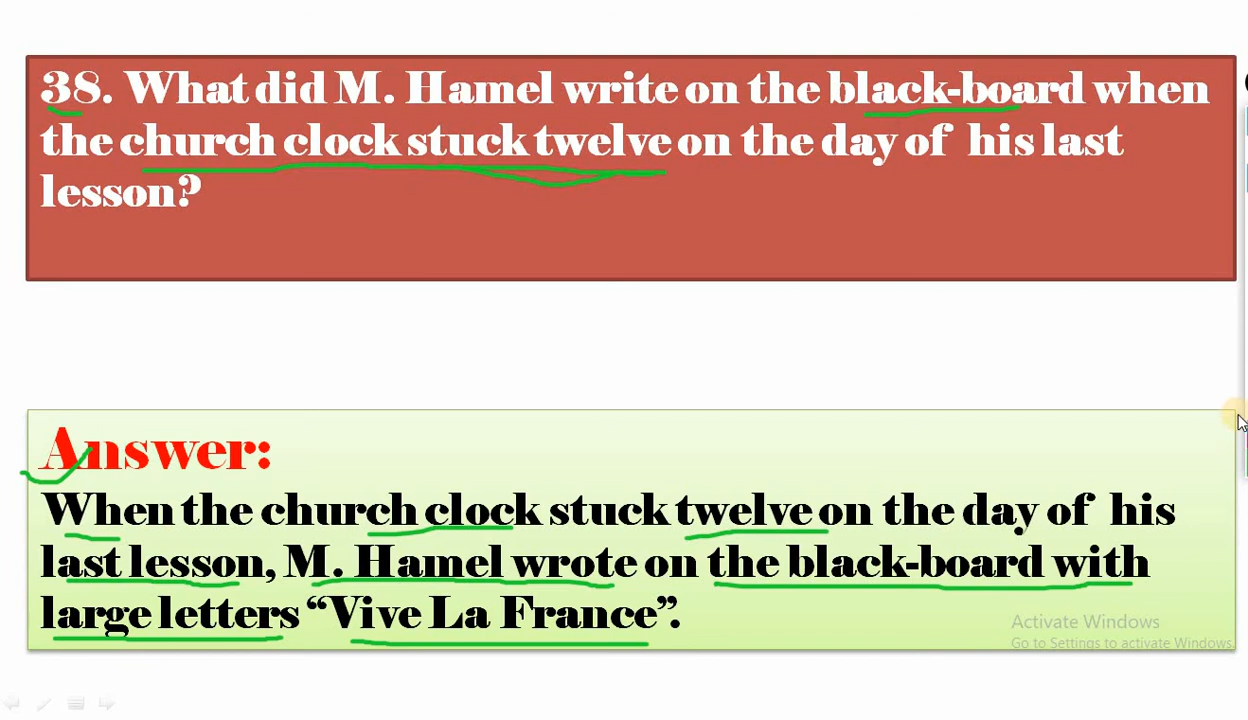 38. What did M. Hamel write on the black-board when
the church clock stuck twelve on the day of his last
lesson?
Answer:
When the church clock stuck twelve on the day of his
last lesson, M. Hamel wrote on the black-board with
large letters “Vive La France”.
Activate Windows
Go to Settings to activate Windows.